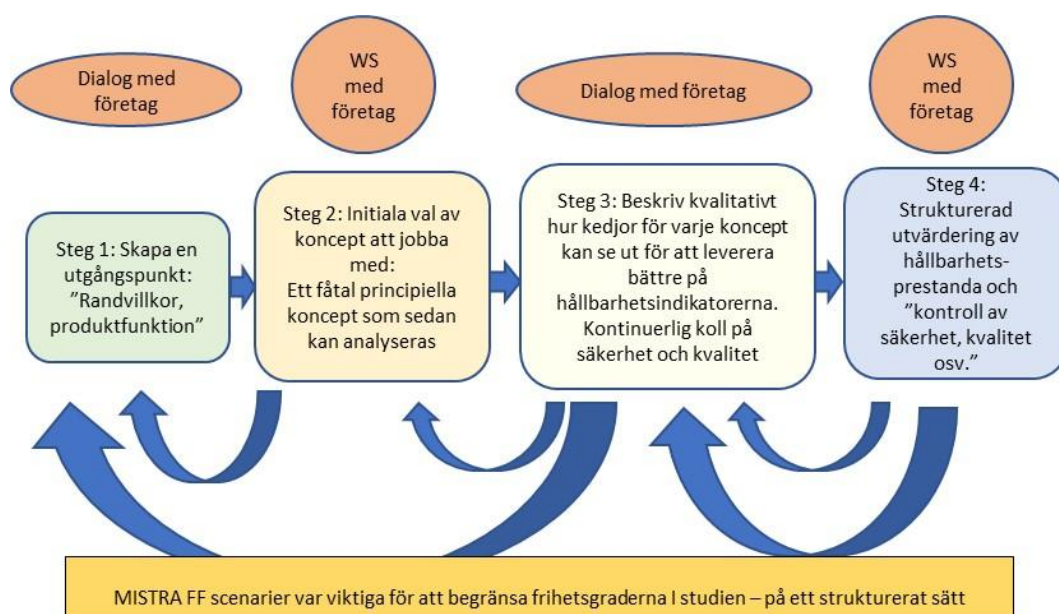 Dialog med
företag
WS
med
företag
Dialog med företag
WS
med
företag
Steg 1: Skapa en
utgångspunkt:
”Randvillkor,
produktfunktion”
Steg 2: Initiala val av
koncept att jobba
med:
Ett fåtal principiella
koncept som sedan
kan analyseras
Steg 3: Beskriv kvalitativt
hur kedjor för varje koncept
kan se ut för att leverera
bättre på
hållbarhetsindikatorerna.
Kontinuerlig koll på
säkerhet och kvalitet
Steg 4:
Strukturerad
utvärdering av
hållbarhets-
prestanda och
”kontroll av
säkerhet, kvalitet
osv.”
MISTRA FF scenarier var viktiga för att begränsa frihetsgraderna I studien – på ett strukturerat sätt